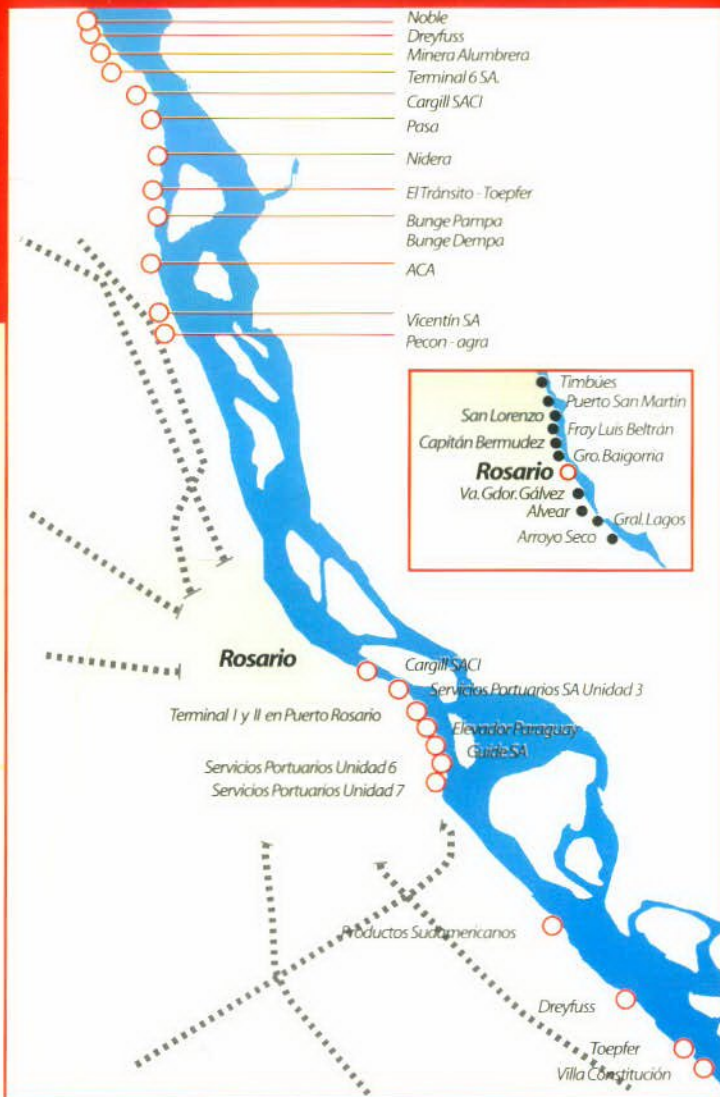 Noble
Dreyfuss
Minera Alumbrera
Terminal 6 SA.
Cargill SACI
Pasa
Nidera
El Tránsito - Toepfer
Bunge Pampa
Bunge Dempa
ACA
Vicentín SA
Pecon - agra
Timbúes
Puerto San Martín
San Lorenzo
Fray Luis Beltrán
Capitán Bermudez
Gro. Baigorria
Rosario
Va. Gdor. Gálvez
Alvear
Gral. Lagos
Arroyo Seco
Rosario
Cargill SACI
Servicios Portuarios SA Unidad 3
Terminal I y II en Puerto Rosario
Elevador Paraguay
Guide SA
Servicios Portuarios Unidad 6
Servicios Portuarios Unidad 7
Productos Sudamericanos
Dreyfuss
Toepfer
Villa Constitución